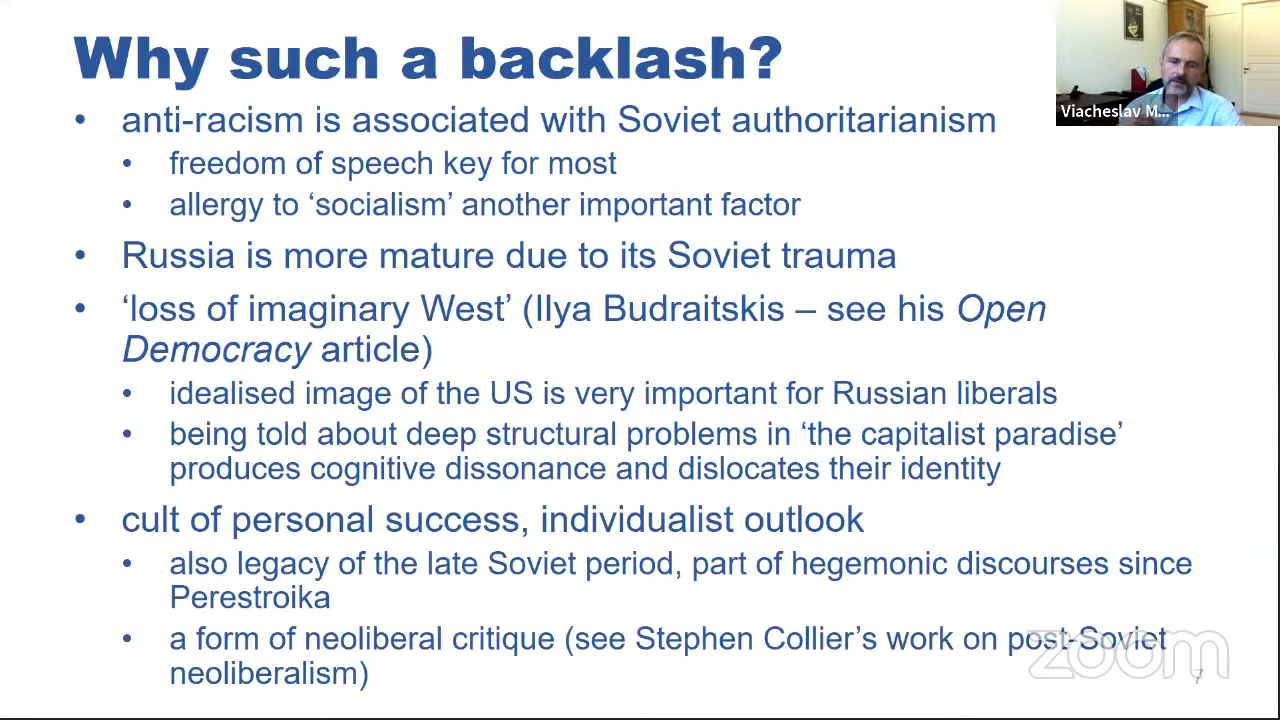 Why such a backlash?
Viacheslav M...
• anti-racism is associated with Soviet authoritarianism
• freedom of speech key for most
• allergy to ‘socialism’ another important factor
• Russia is more mature due to its Soviet trauma
• ‘loss of imaginary West’ (Ilya Budraitskis – see his Open
Democracy article)
• idealised image of the US is very important for Russian liberals
• being told about deep structural problems in ‘the capitalist paradise’
produces cognitive dissonance and dislocates their identity
• cult of personal success, individualist outlook
• also legacy of the late Soviet period, part of hegemonic discourses since
Perestroika
• a form of neoliberal critique (see Stephen Collier’s work on post-Soviet
neoliberalism)
zoom
7